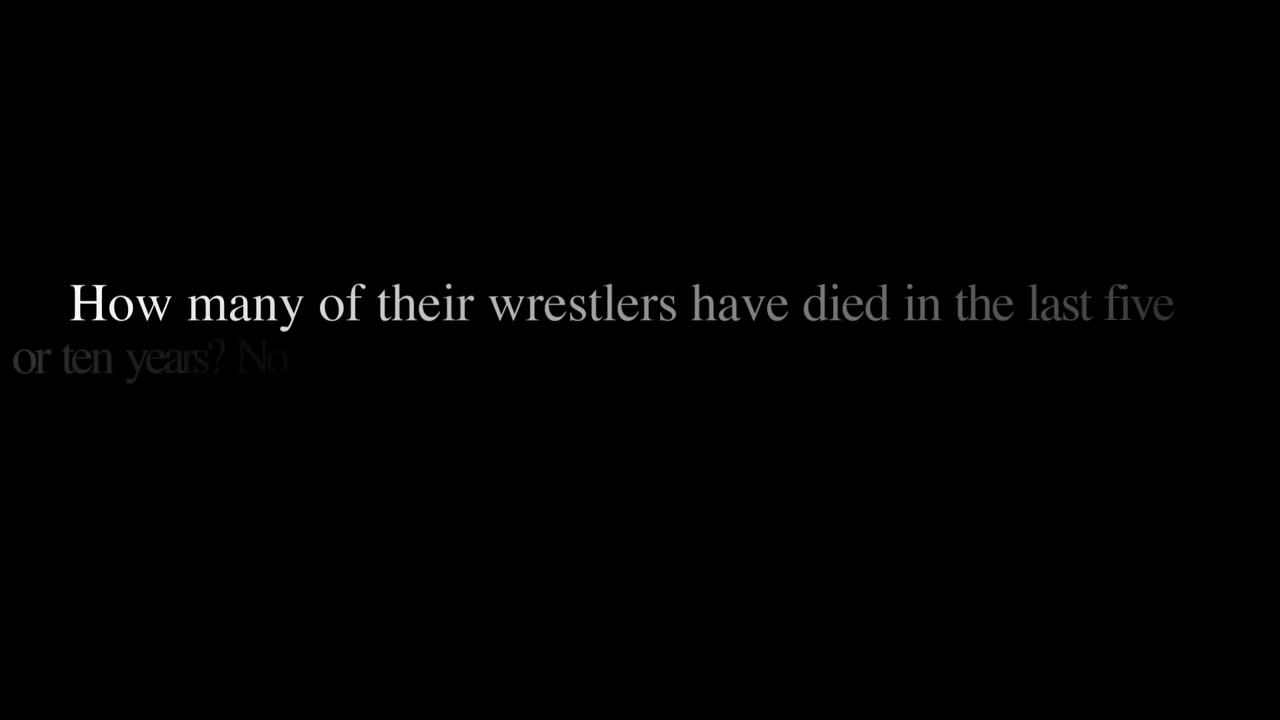 How many of their wrestlers have died in the last five
or ten years? No